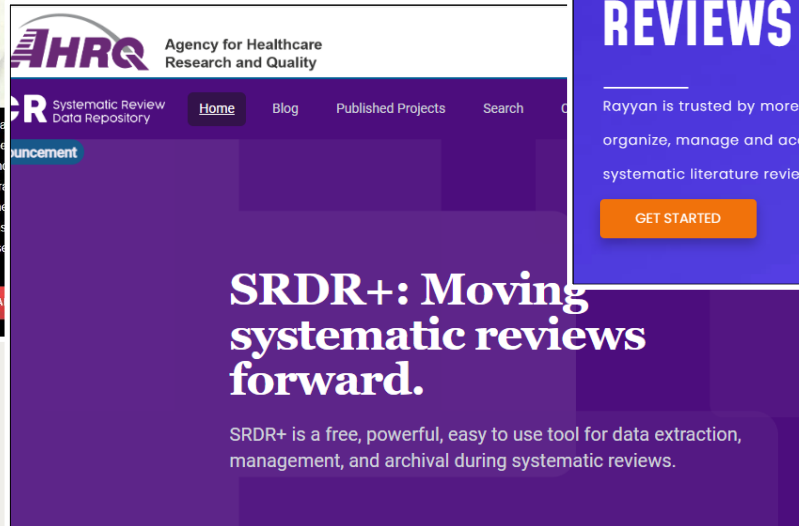 AHRQ
Agency for Healthcare
Research and Quality
REVIEWS
R
Systematic Review
Data Repository
Home
Blog
Published Projects
Search
uncement
Rayyan is trusted by more
organize, manage and acc
systematic literature revie
GET STARTED
SRDR+: Moving
systematic reviews
forward.
SRDR+ is a free, powerful, easy to use tool for data extraction,
management, and archival during systematic reviews.